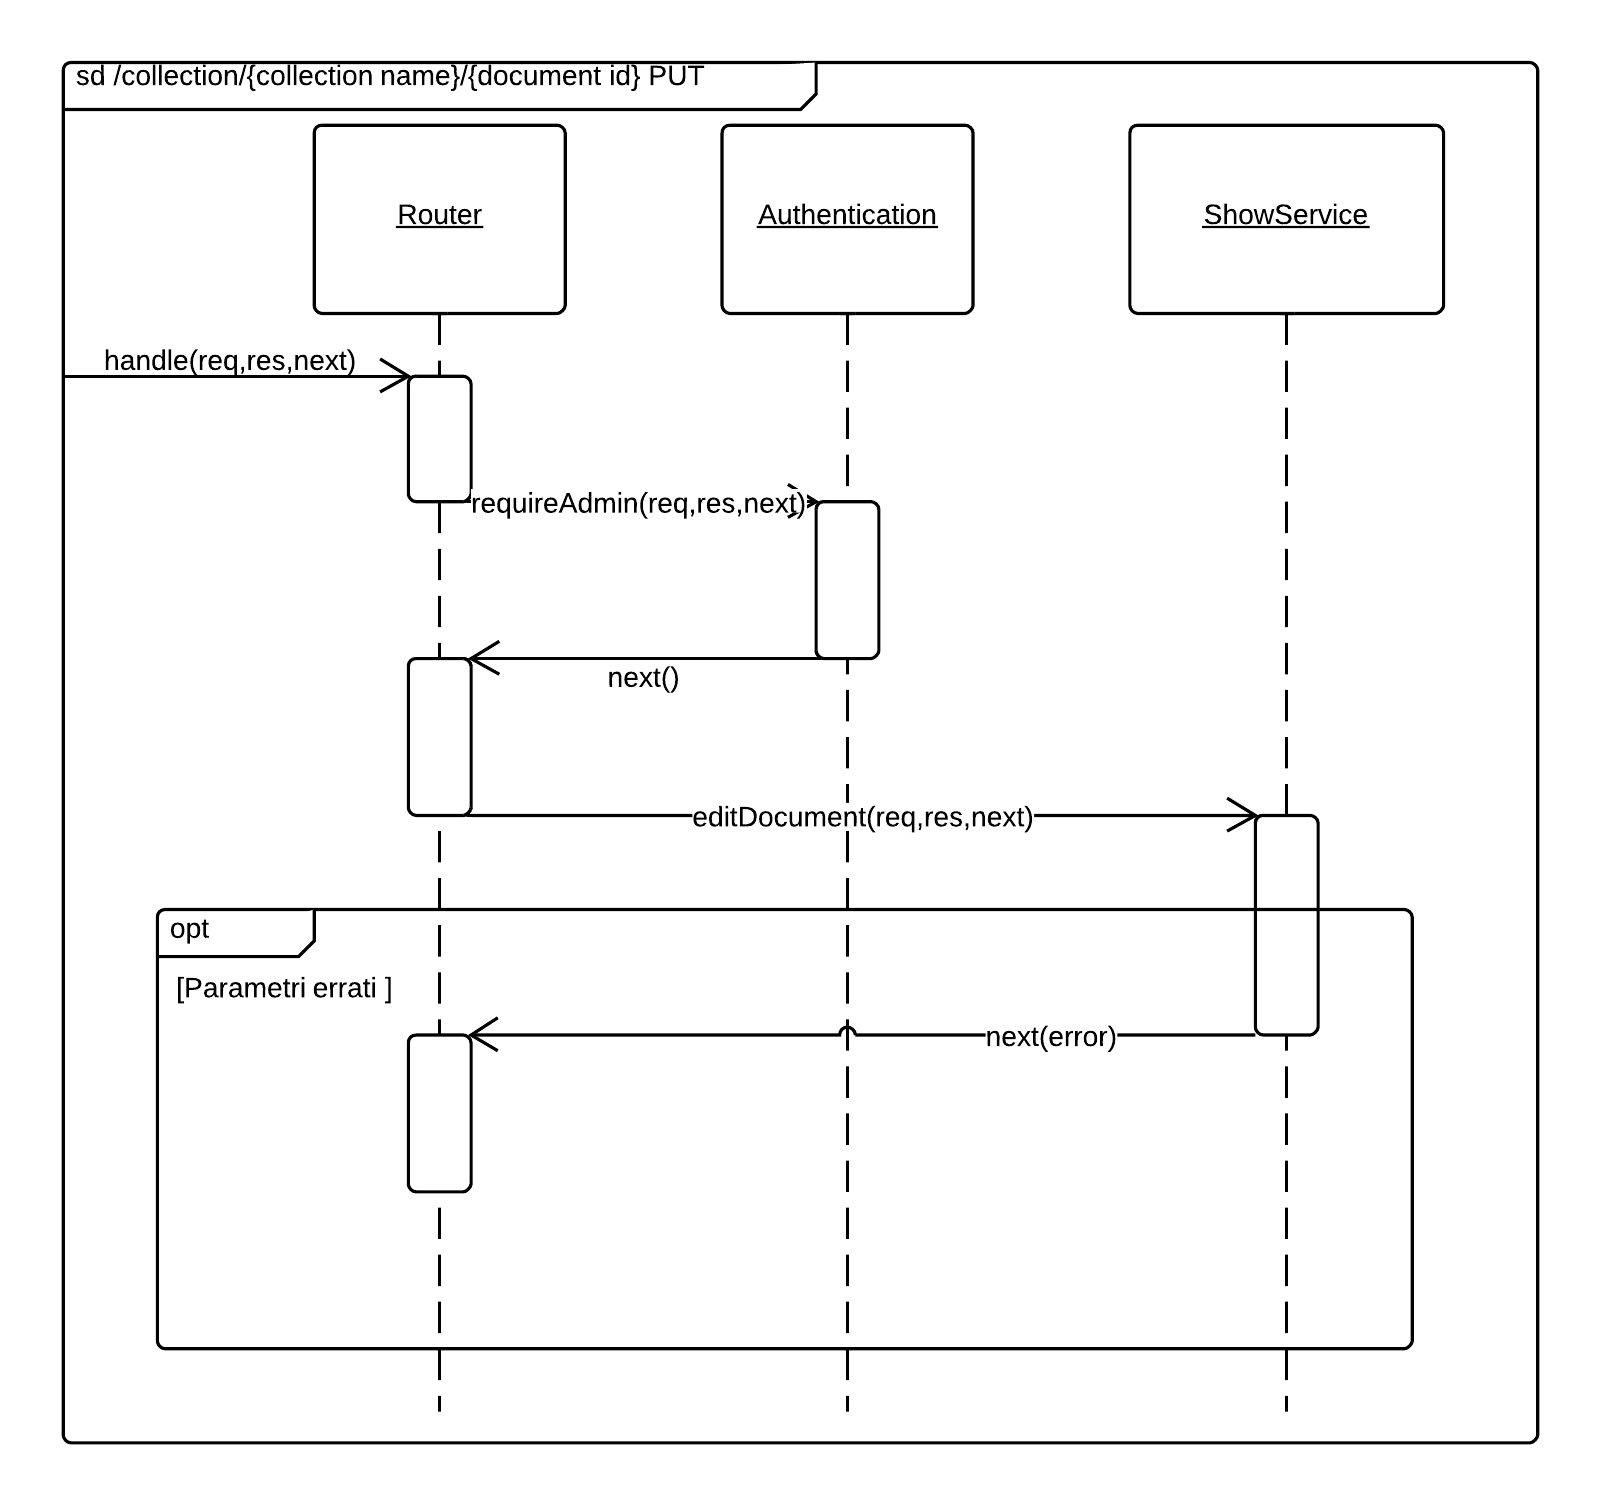 sd /collection/{collection name}/{document id} PUT
Router
Authentication
ShowService
handle(req,res,next)
requireAdmin(req,res,next)
next()
editDocument(req,res,next)
opt
[Parametri errati ]
next(error)